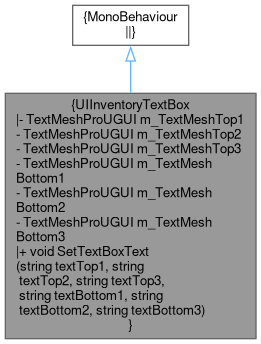 {MonoBehaviour
||}
{UIInventoryTextBox
|- TextMeshProUGUI m_TextMeshTop1
- TextMeshProUGUI m_TextMeshTop2
- TextMeshProUGUI m_TextMeshTop3
- TextMeshProUGUI m_TextMesh
Bottom1
- TextMeshProUGUI m_TextMesh
Bottom2
- TextMeshProUGUI m_TextMesh
Bottom3
|+ void SetTextBoxText
(string textTop1, string
textTop2, string textTop3,
string textBottom1, string
textBottom2, string textBottom3)
}